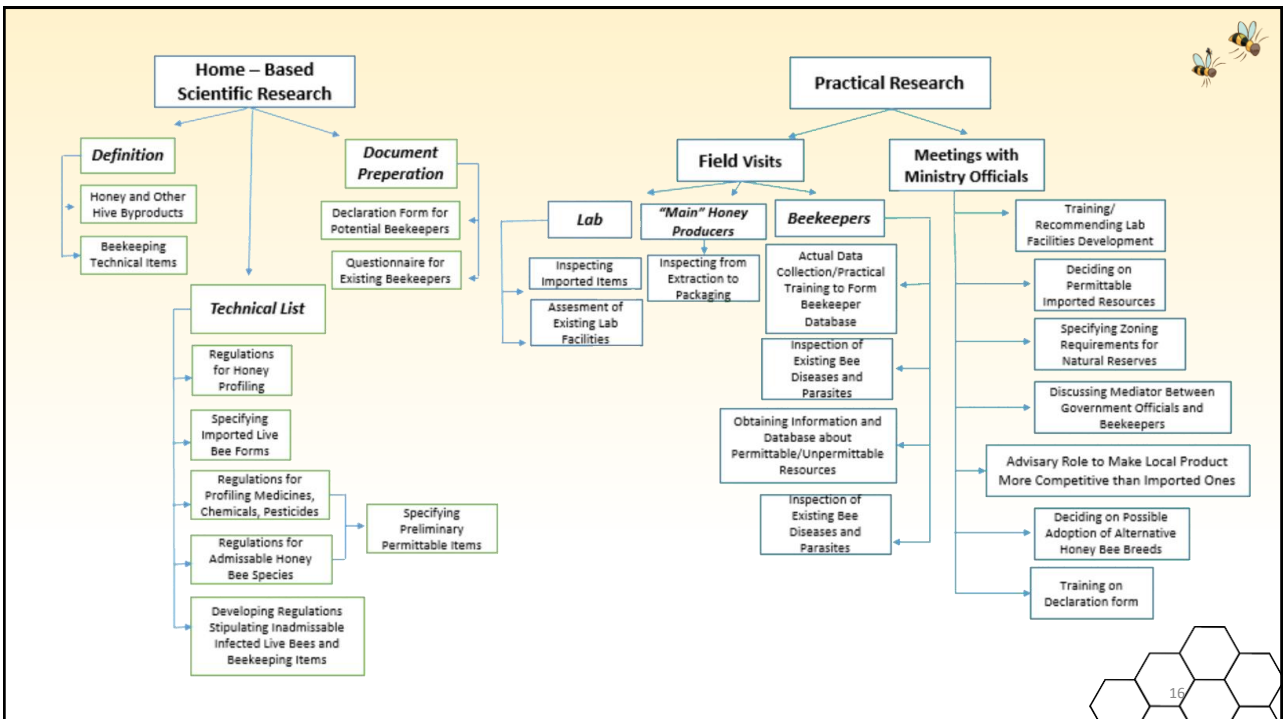 Home – Based
Scientific Research
Definition
Honey and Other
Hive Byproducts
Beekeeping
Technical Items
Document
Preperation
Declaration Form for
Potential Beekeepers
Questionnaire for
Existing Beekeepers
Technical List
Regulations
for Honey
Profiling
Specifying
Imported Live
Bee Forms
Regulations for
Profiling Medicines,
Chemicals, Pesticides
Regulations for
Admissable Honey
Bee Species
Specifying
Preliminary
Permittable Items
Developing Regulations
Stipulating Inadmissable
Infected Live Bees and
Beekeeping Items
Practical Research
Field Visits
Lab
Inspecting
Imported Items
Assesment of
Existing Lab
Facilities
"Main" Honey
Producers
Inspecting from
Extraction to
Packaging
Beekeepers
Actual Data
Collection/Practical
Training to Form
Beekeeper
Database
Inspection of
Existing Bee
Diseases and
Parasites
Obtaining Information and
Database about
Permittable/Unpermittable
Resources
Inspection of
Existing Bee
Diseases and
Parasites
Meetings with
Ministry Officials
Training/
Recommending Lab
Facilities Development
Deciding on
Permittable
Imported Resources
Specifying Zoning
Requirements for
Natural Reserves
Discussing Mediator Between
Government Officials and
Beekeepers
Advisary Role to Make Local Product
More Competitive than Imported Ones
Deciding on Possible
Adoption of Alternative
Honey Bee Breeds
Training on
Declaration form
16